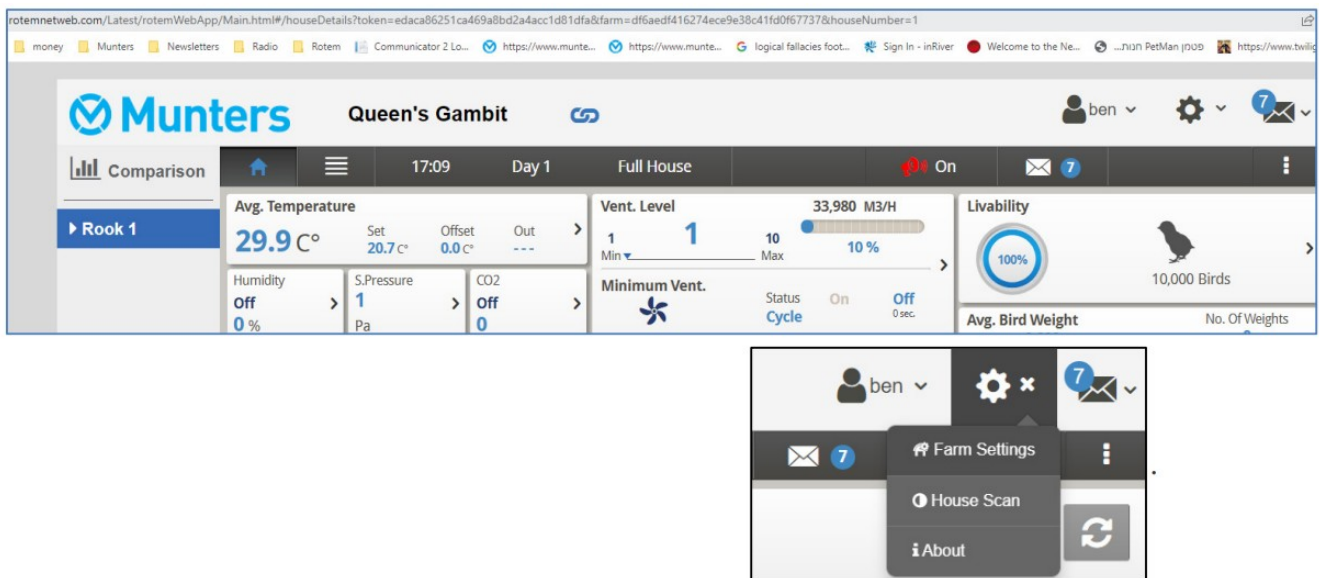 rotemnetweb.com/Latest/rotemWebApp/Main.html#/houseDetails?token=edaca86251ca469a8bd2a4acc1d81dfa&farm=df6aedf416274ece9e38c41fd0f67737&houseNumber=1
money Munters Newsletters Radio Rotem Communicator 2 Lo... https://www.munte... https://www.munte... logical fallacies foot... Sign In - inRiver Welcome to the Ne... פטמן PetMan חנות... https://www.twilig
Munters Queen's Gambit ben 7
Comparison 17:09 Day 1 Full House On 7
Rook 1
Avg. Temperature
29.9 C°
Set Offset Out
20.7 C° 0.0 C° ---
Humidity S.Pressure CO2
Off 1 Off
0 % Pa 0
Vent. Level 33,980 M3/H
1 1 10 10 %
Min Max
Minimum Vent.
Status On Off
Cycle 0 sec.
Livability
100%
10,000 Birds
Avg. Bird Weight No. Of Weights
ben 7
7
Farm Settings
House Scan
About
.